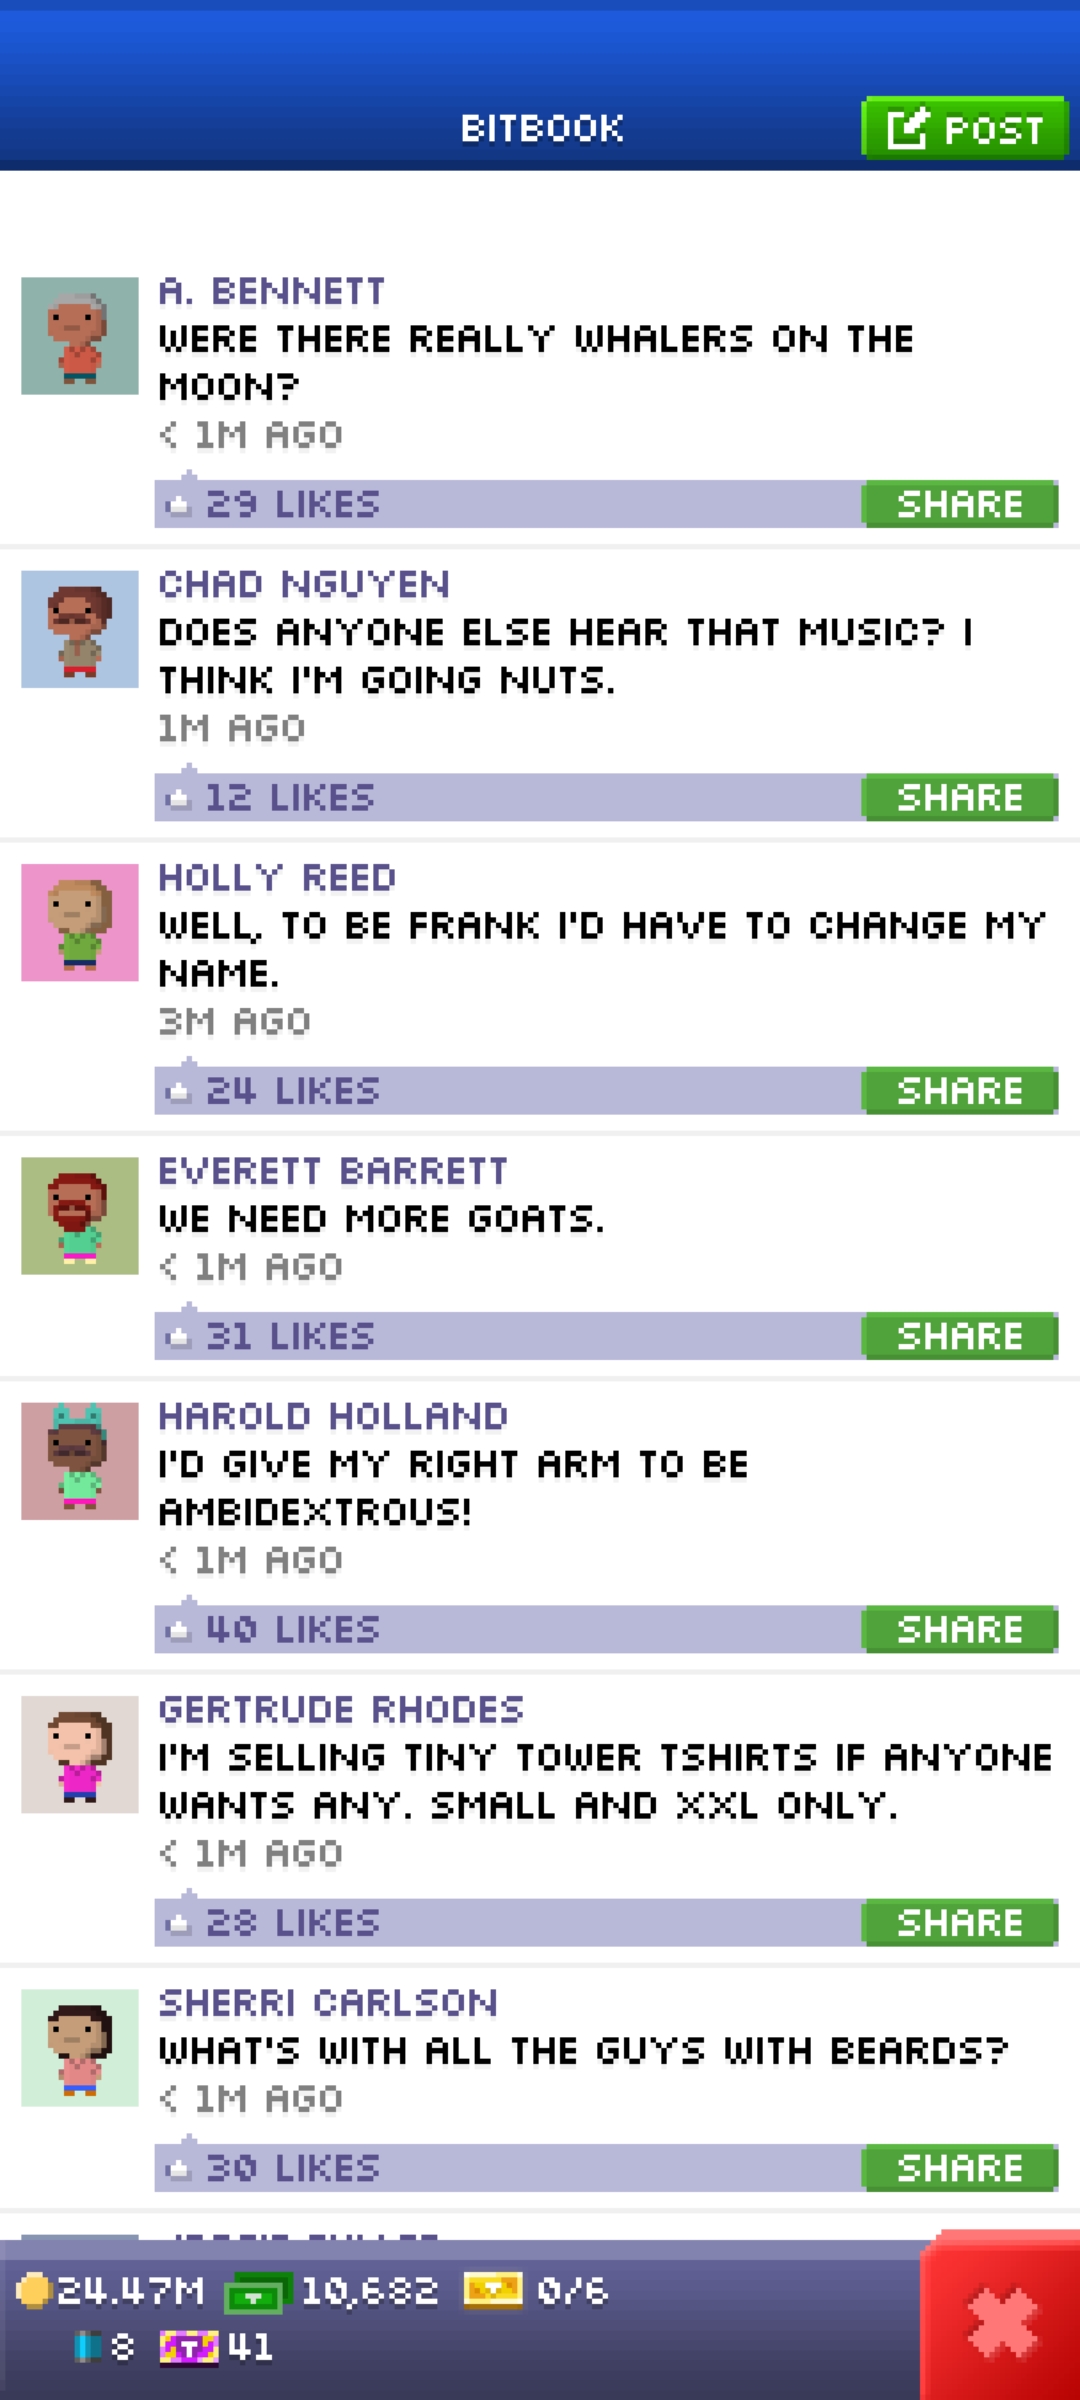 BITBOOK
POST
A. BENNETT
WERE THERE REALLY WHALERS ON THE
MOON?
< 1M AGO
29 LIKES
SHARE
CHAD NGUYEN
DOES ANYONE ELSE HEAR THAT MUSIC? I
THINK I'M GOING NUTS.
1M AGO
12 LIKES
SHARE
HOLLY REED
WELL, TO BE FRANK I'D HAVE TO CHANGE MY
NAME.
3M AGO
24 LIKES
SHARE
EVERETT BARRETT
WE NEED MORE GOATS.
< 1M AGO
31 LIKES
SHARE
HAROLD HOLLAND
I'D GIVE MY RIGHT ARM TO BE
AMBIDEXTROUS!
< 1M AGO
40 LIKES
SHARE
GERTRUDE RHODES
I'M SELLING TINY TOWER TSHIRTS IF ANYONE
WANTS ANY. SMALL AND XXL ONLY.
< 1M AGO
28 LIKES
SHARE
SHERRI CARLSON
WHAT'S WITH ALL THE GUYS WITH BEARDS?
< 1M AGO
30 LIKES
SHARE
24.47M 10,682 0/6
8 T 41